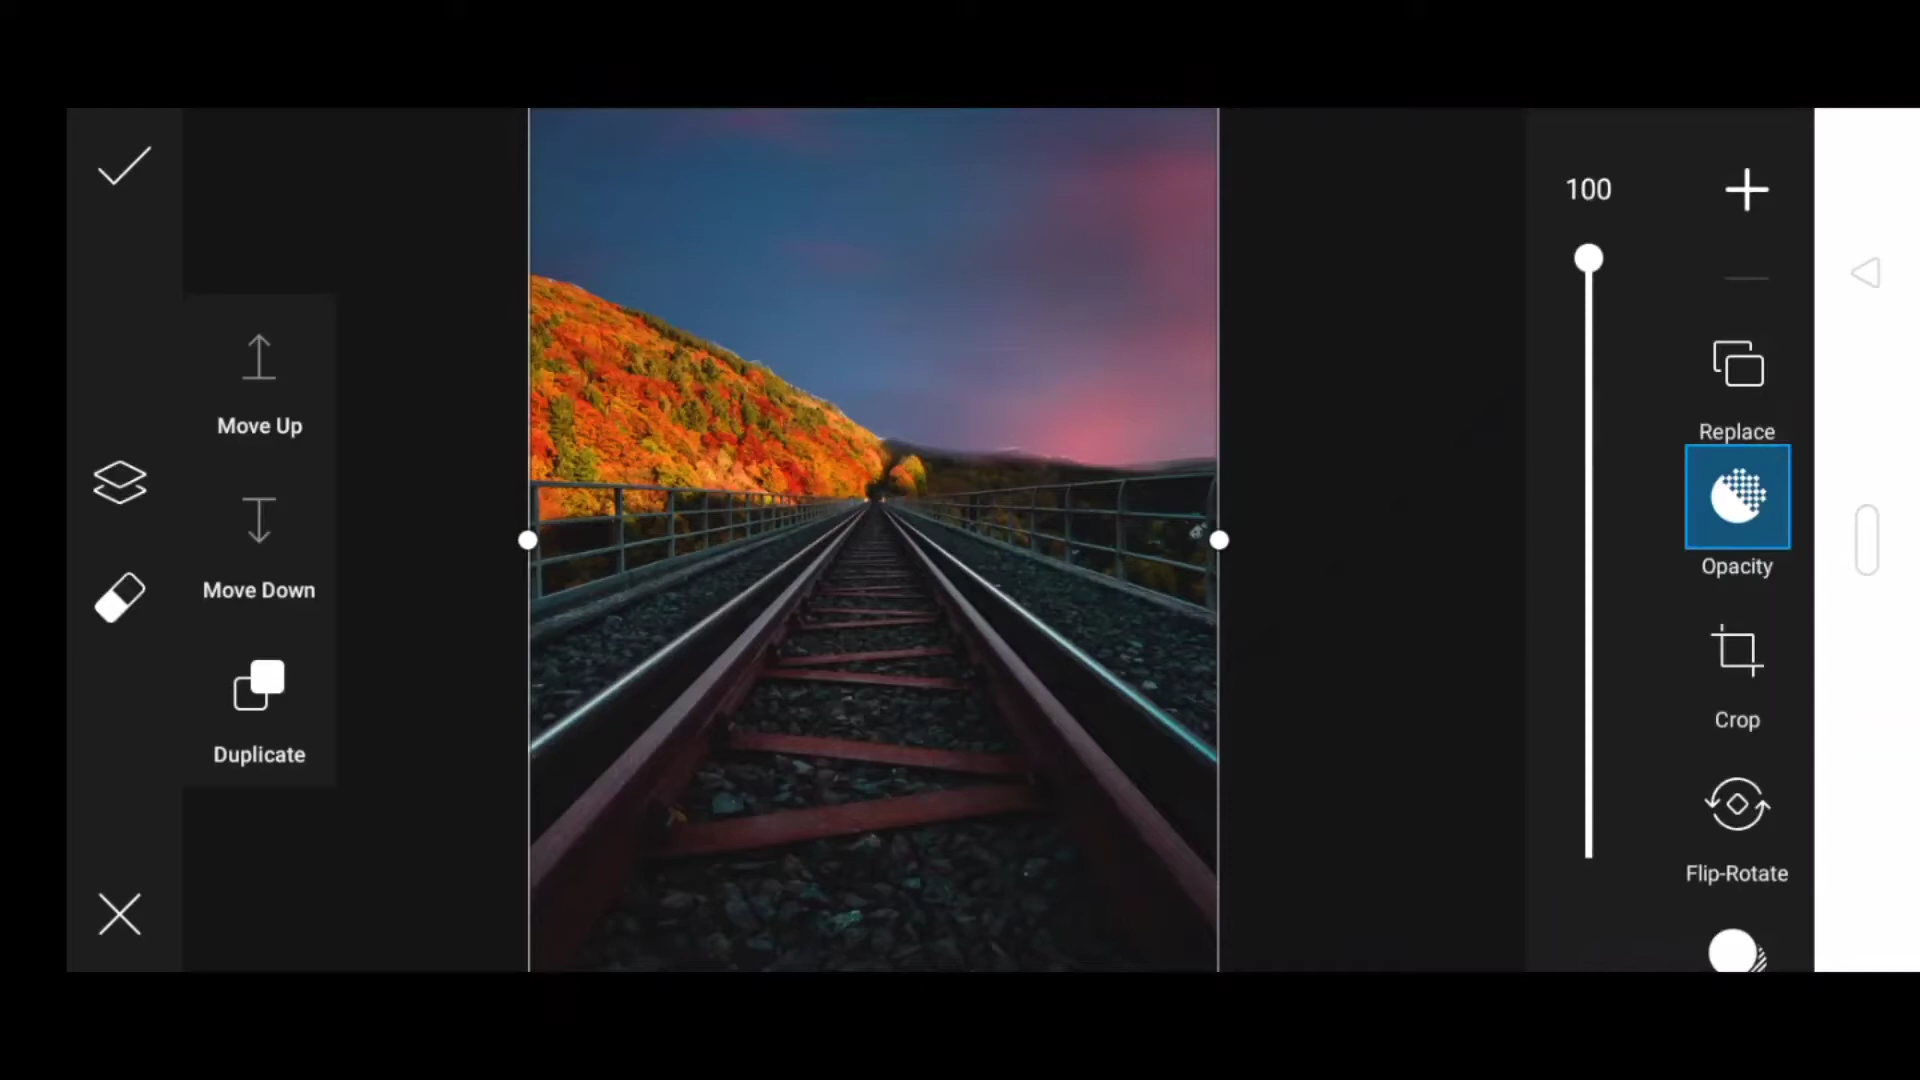 Move Up
Move Down
Duplicate
100
Replace
Opacity
Crop
Flip-Rotate